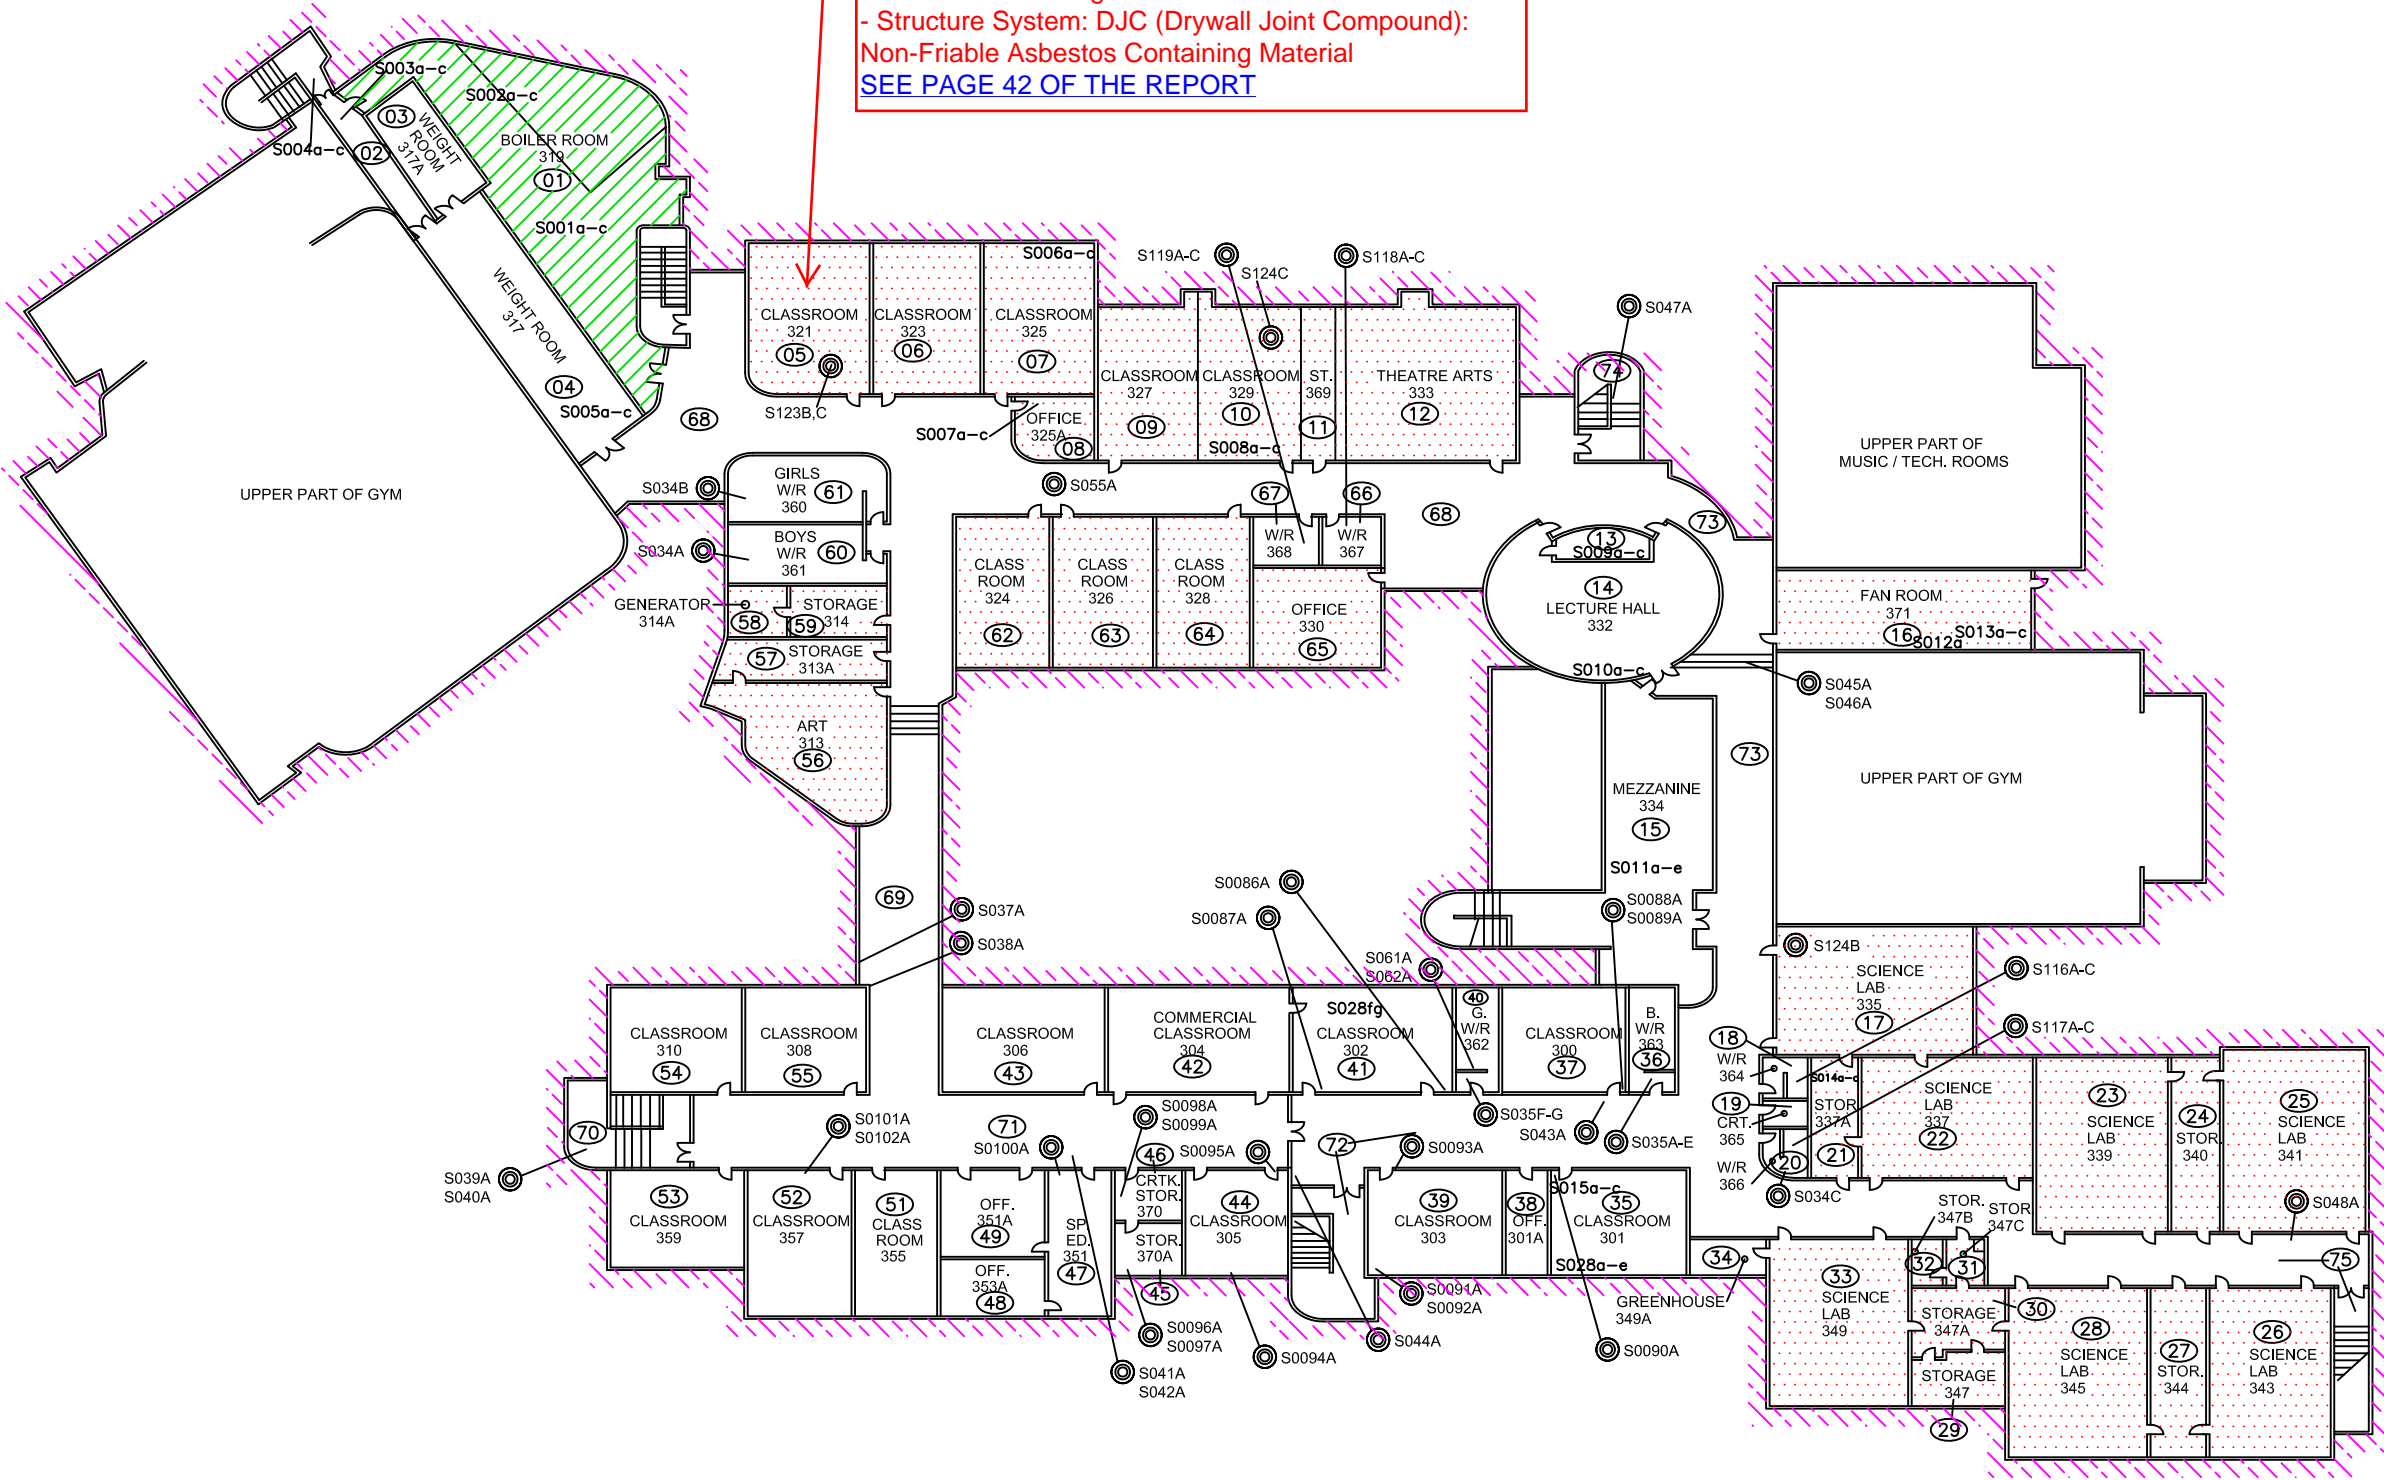 - Structure System: DJC (Drywall Joint Compound):
Non-Friable Asbestos Containing Material
SEE PAGE 42 OF THE REPORT
S003a-c
S002a-c
03
WEIGHT
ROOM
317A
S004a-c
02
BOILER ROOM
319
01
S001a-c
WEIGHT ROOM
317
04
S005a-c
68
UPPER PART OF GYM
CLASSROOM
321
05
S123B,C
CLASSROOM
323
06
S006a-c
CLASSROOM
325
07
S007a-c
OFFICE
325A
08
S119A-C
S124C
S118A-C
CLASSROOM
327
09
CLASSROOM
329
10
S008a-c
ST.
369
11
THEATRE ARTS
333
12
S047A
74
UPPER PART OF
MUSIC / TECH. ROOMS
S034B
GIRLS
W/R
360
61
S034A
BOYS
W/R
361
60
GENERATOR
314A
58
STORAGE
314
59
57
STORAGE
313A
ART
313
56
S055A
CLASS
ROOM
324
62
CLASS
ROOM
326
63
CLASS
ROOM
328
64
67
W/R
368
66
W/R
367
OFFICE
330
65
68
73
13
S009a-c
14
LECTURE HALL
332
S010a-c
FAN ROOM
371
16
S012a
S013a-c
S045A
S046A
73
UPPER PART OF GYM
MEZZANINE
334
15
S011a-e
69
S037A
S038A
S0086A
S0087A
S061A
S062A
S0088A
S0089A
S124B
SCIENCE
LAB
335
17
S116A-C
S117A-C
CLASSROOM
310
54
CLASSROOM
308
55
CLASSROOM
306
43
COMMERCIAL
CLASSROOM
304
42
S028fg
CLASSROOM
302
41
40
G.
W/R
362
CLASSROOM
300
37
B.
W/R
363
36
18
W/R
364
19
CRT.
365
W/R
366
20
S034C
S014a-c
STOR.
337A
21
SCIENCE
LAB
337
22
23
SCIENCE
LAB
339
24
STOR.
340
25
SCIENCE
LAB
341
S048A
70
S039A
S040A
S0101A
S0102A
71
S0100A
S0098A
S0099A
46
S0095A
72
S0093A
S035F-G
S043A
S035A-E
53
CLASSROOM
359
52
CLASSROOM
357
51
CLASS
ROOM
355
OFF.
351A
49
OFF.
353A
48
SP.
ED.
351
47
CRTK.
STOR.
370
STOR.
370A
45
44
CLASSROOM
305
39
CLASSROOM
303
38
OFF.
301A
S015a-c
35
CLASSROOM
301
S028a-e
34
GREENHOUSE
349A
S0091A
S0092A
S0096A
S0097A
S041A
S042A
S0094A
S044A
S0090A
STOR.
347B
STOR.
347C
32
31
33
SCIENCE
LAB
349
STORAGE
347A
30
STORAGE
347
29
28
SCIENCE
LAB
345
27
STOR.
344
26
SCIENCE
LAB
343
75